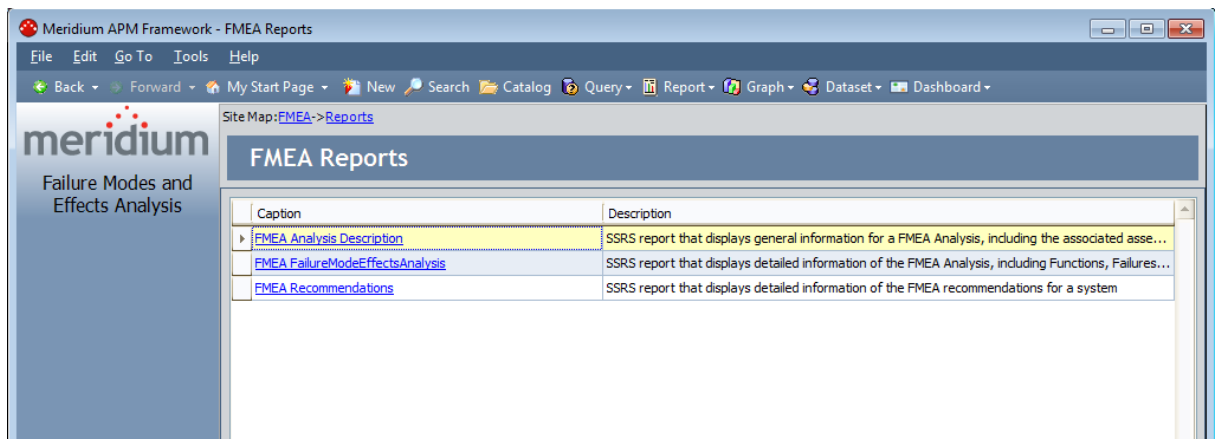 Meridium APM Framework - FMEA Reports
File Edit Go To Tools Help
Back Forward My Start Page New Search Catalog Query Report Graph Dataset Dashboard
meridium
Failure Modes and
Effects Analysis
Site Map:FMEA->Reports
FMEA Reports
Caption Description
FMEA Analysis Description SSRS report that displays general information for a FMEA Analysis, including the associated asse...
FMEA FailureModeEffectsAnalysis SSRS report that displays detailed information of the FMEA Analysis, including Functions, Failures...
FMEA Recommendations SSRS report that displays detailed information of the FMEA recommendations for a system